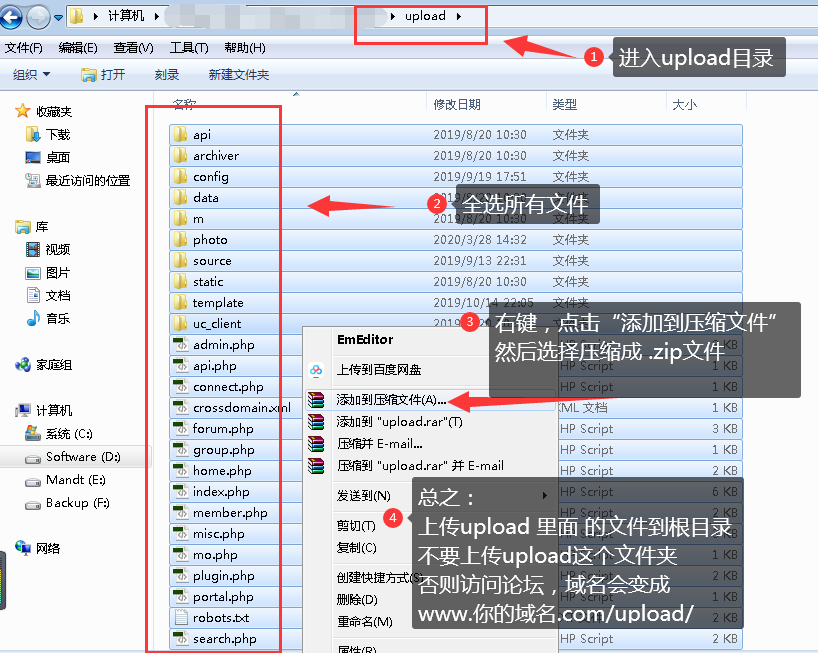 计算机 upload
文件(F) 编辑(E) 查看(V) 工具(T) 帮助(H)
1 进入upload目录
组织 打开 刻录 新建文件夹
名称 修改日期 类型 大小
收藏夹
下载
桌面
最近访问的位置
库
视频
图片
文档
音乐
家庭组
计算机
系统 (C:)
Software (D:)
Mandt (E:)
Backup (F:)
网络
api 2019/8/20 10:30 文件夹
archiver 2019/8/20 10:30 文件夹
config 2019/9/19 17:51 文件夹
data 文件夹
2 全选所有文件
m 2019/8/20 10:30 文件夹
photo 2020/3/28 14:32 文件夹
source 2019/9/13 22:31 文件夹
static 2019/8/20 10:30 文件夹
template 2019/10/14 22:05 文件夹
uc_client 文件夹
admin.php KB
api.php KB
connect.php KB
crossdomain.xml ML 文档 1 KB
forum.php HP Script 3 KB
group.php HP Script 1 KB
home.php HP Script 2 KB
index.php HP Script 6 KB
member.php HP Script 2 KB
misc.php HP Script
mo.php HP Script 1 KB
plugin.php HP Script 2 KB
portal.php HP Script 2 KB
robots.txt KB
search.php HP Script 2 KB
3 右键，点击“添加到压缩文件”
然后选择压缩成 .zip文件
EmEditor
上传到百度网盘
添加到压缩文件(A)...
添加到 "upload.rar"(T)
压缩并 E-mail...
压缩到 "upload.rar" 并 E-mail
发送到(N)
剪切(T)
复制(C)
创建快捷方式(S)
删除(D)
重命名(M)
属性(R)
4 总之：
上传upload 里面 的文件到根目录
不要上传upload这个文件夹
否则访问论坛，域名会变成
www.你的域名.com/upload/